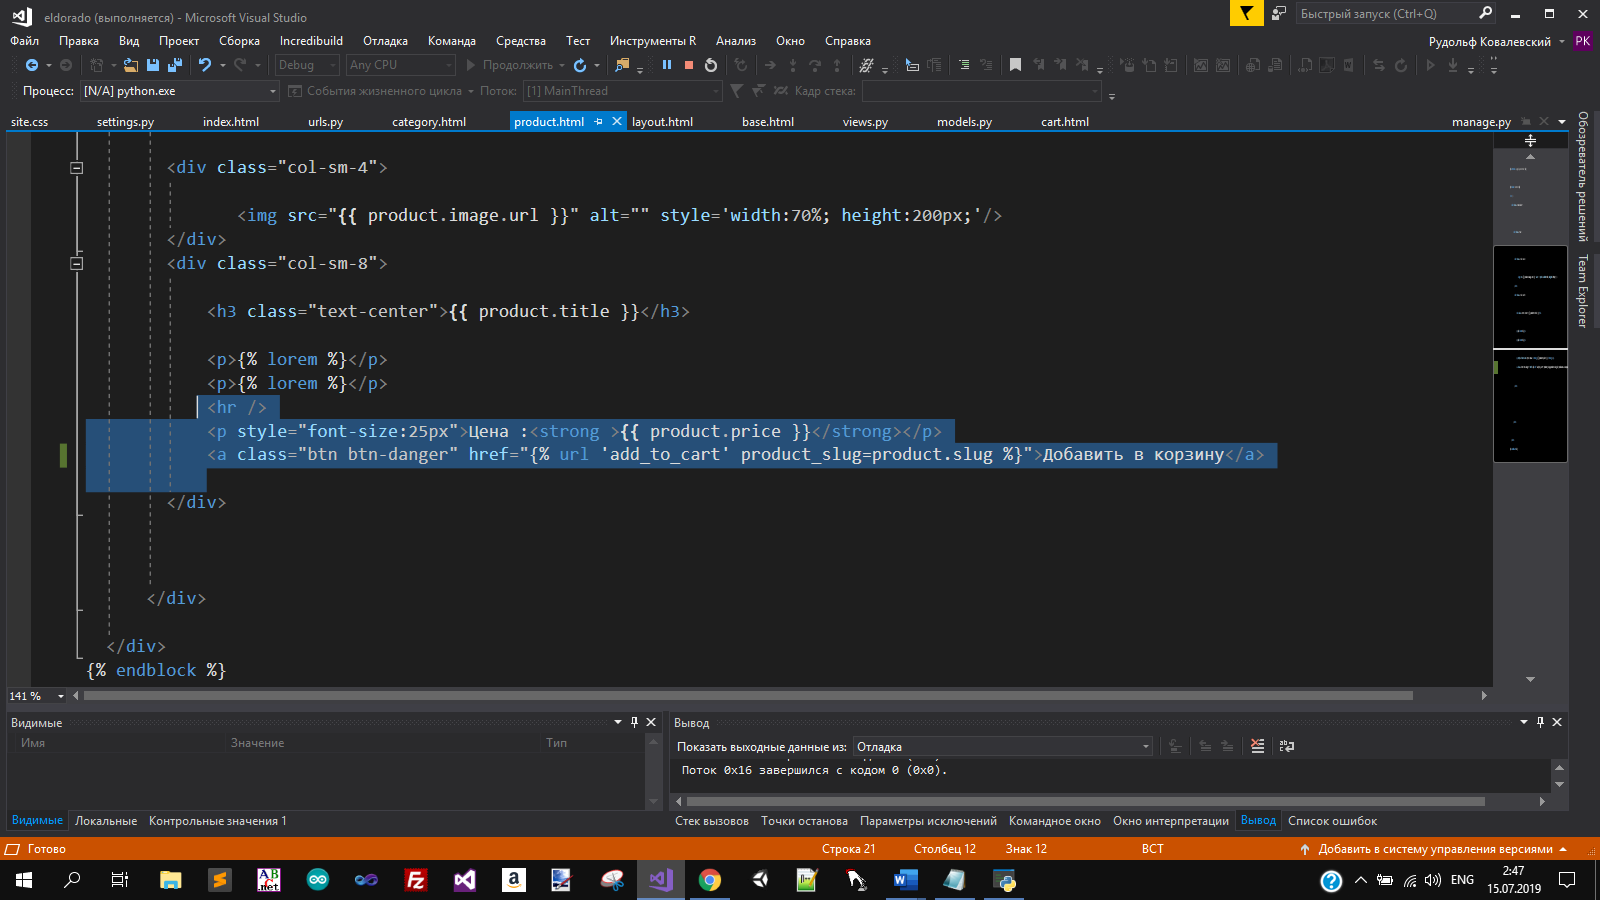 eldorado (выполняется) - Microsoft Visual Studio
Быстрый запуск (Ctrl+Q)
Файл Правка Вид Проект Сборка Incredibuild Отладка Команда Средства Тест Инструменты R Анализ Окно Справка
Рудольф Ковалевский РК
Debug Any CPU Продолжить
Процесс: [N/A] python.exe События жизненного цикла Поток: [1] MainThread Кадр стека:
site.css settings.py index.html urls.py category.html product.html layout.html base.html views.py models.py cart.html manage.py
<div class="col-sm-4">
<img src="{{ product.image.url }}" alt="" style='width:70%; height:200px;'/>
</div>
<div class="col-sm-8">
<h3 class="text-center">{{ product.title }}</h3>
<p>{% lorem %}</p>
<p>{% lorem %}</p>
<hr />
<p style="font-size:25px">Цена :<strong >{{ product.price }}</strong></p>
<a class="btn btn-danger" href="{% url 'add_to_cart' product_slug=product.slug %}">Добавить в корзину</a>
</div>
</div>
</div>
{% endblock %}
Обозреватель решений
Team Explorer
141 %
Видимые
Имя Значение Тип
Видимые Локальные Контрольные значения 1
Вывод
Показать выходные данные из: Отладка
Поток 0x16 завершился с кодом 0 (0x0).
Стек вызовов Точки останова Параметры исключений Командное окно Окно интерпретации Вывод Список ошибок
Готово Строка 21 Столбец 12 Знак 12 ВСТ Добавить в систему управления версиями
ENG
2:47
15.07.2019